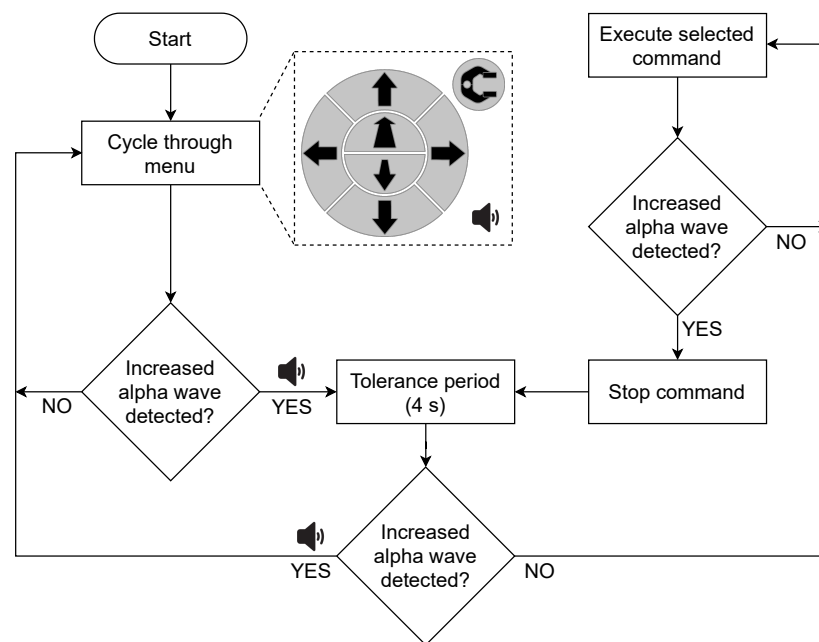 Start
Execute selected
command
Cycle through
menu
Increased
alpha wave
detected?
NO
YES
Increased
alpha wave
detected?
NO
YES
Tolerance period
(4 s)
Stop command
Increased
alpha wave
detected?
YES
NO